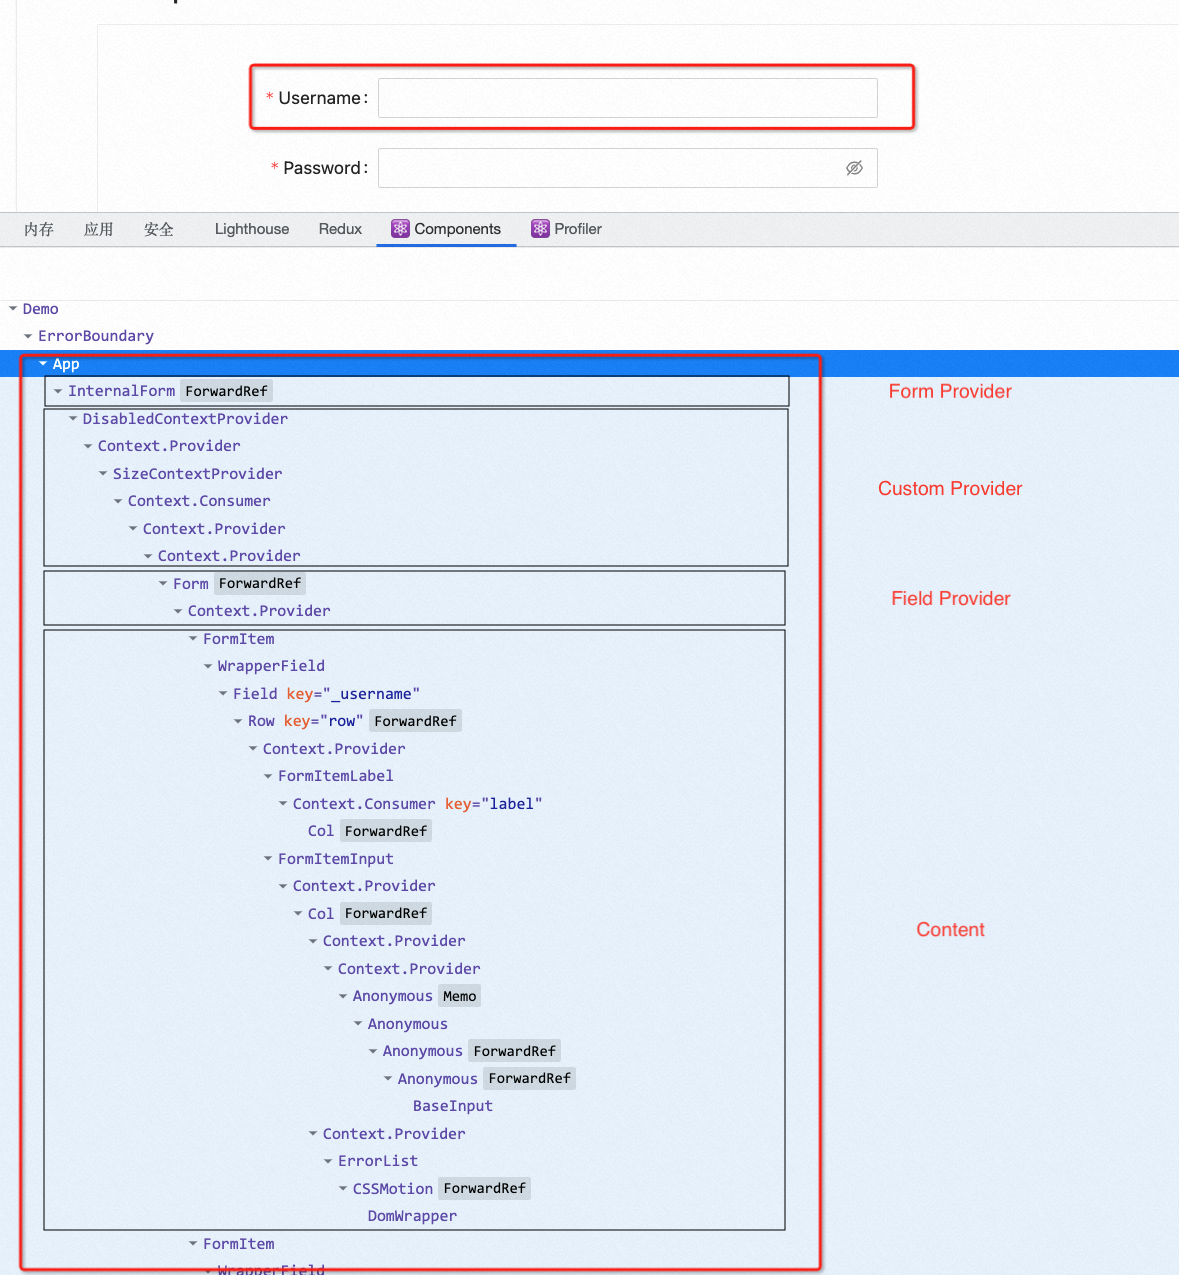 * Username :
* Password :
内存 应用 安全 Lighthouse Redux Components Profiler
Demo
ErrorBoundary
App
InternalForm ForwardRef Form Provider
DisabledContextProvider
Context.Provider
SizeContextProvider
Context.Consumer Custom Provider
Context.Provider
Context.Provider
Form ForwardRef Field Provider
Context.Provider
FormItem
WrapperField
Field key="_username"
Row key="row" ForwardRef
Context.Provider
FormItemLabel
Context.Consumer key="label"
Col ForwardRef
FormItemInput
Context.Provider
Col ForwardRef
Context.Provider Content
Context.Provider
Anonymous Memo
Anonymous
Anonymous ForwardRef
Anonymous ForwardRef
BaseInput
Context.Provider
ErrorList
CSSMotion ForwardRef
DomWrapper
FormItem
WrapperField